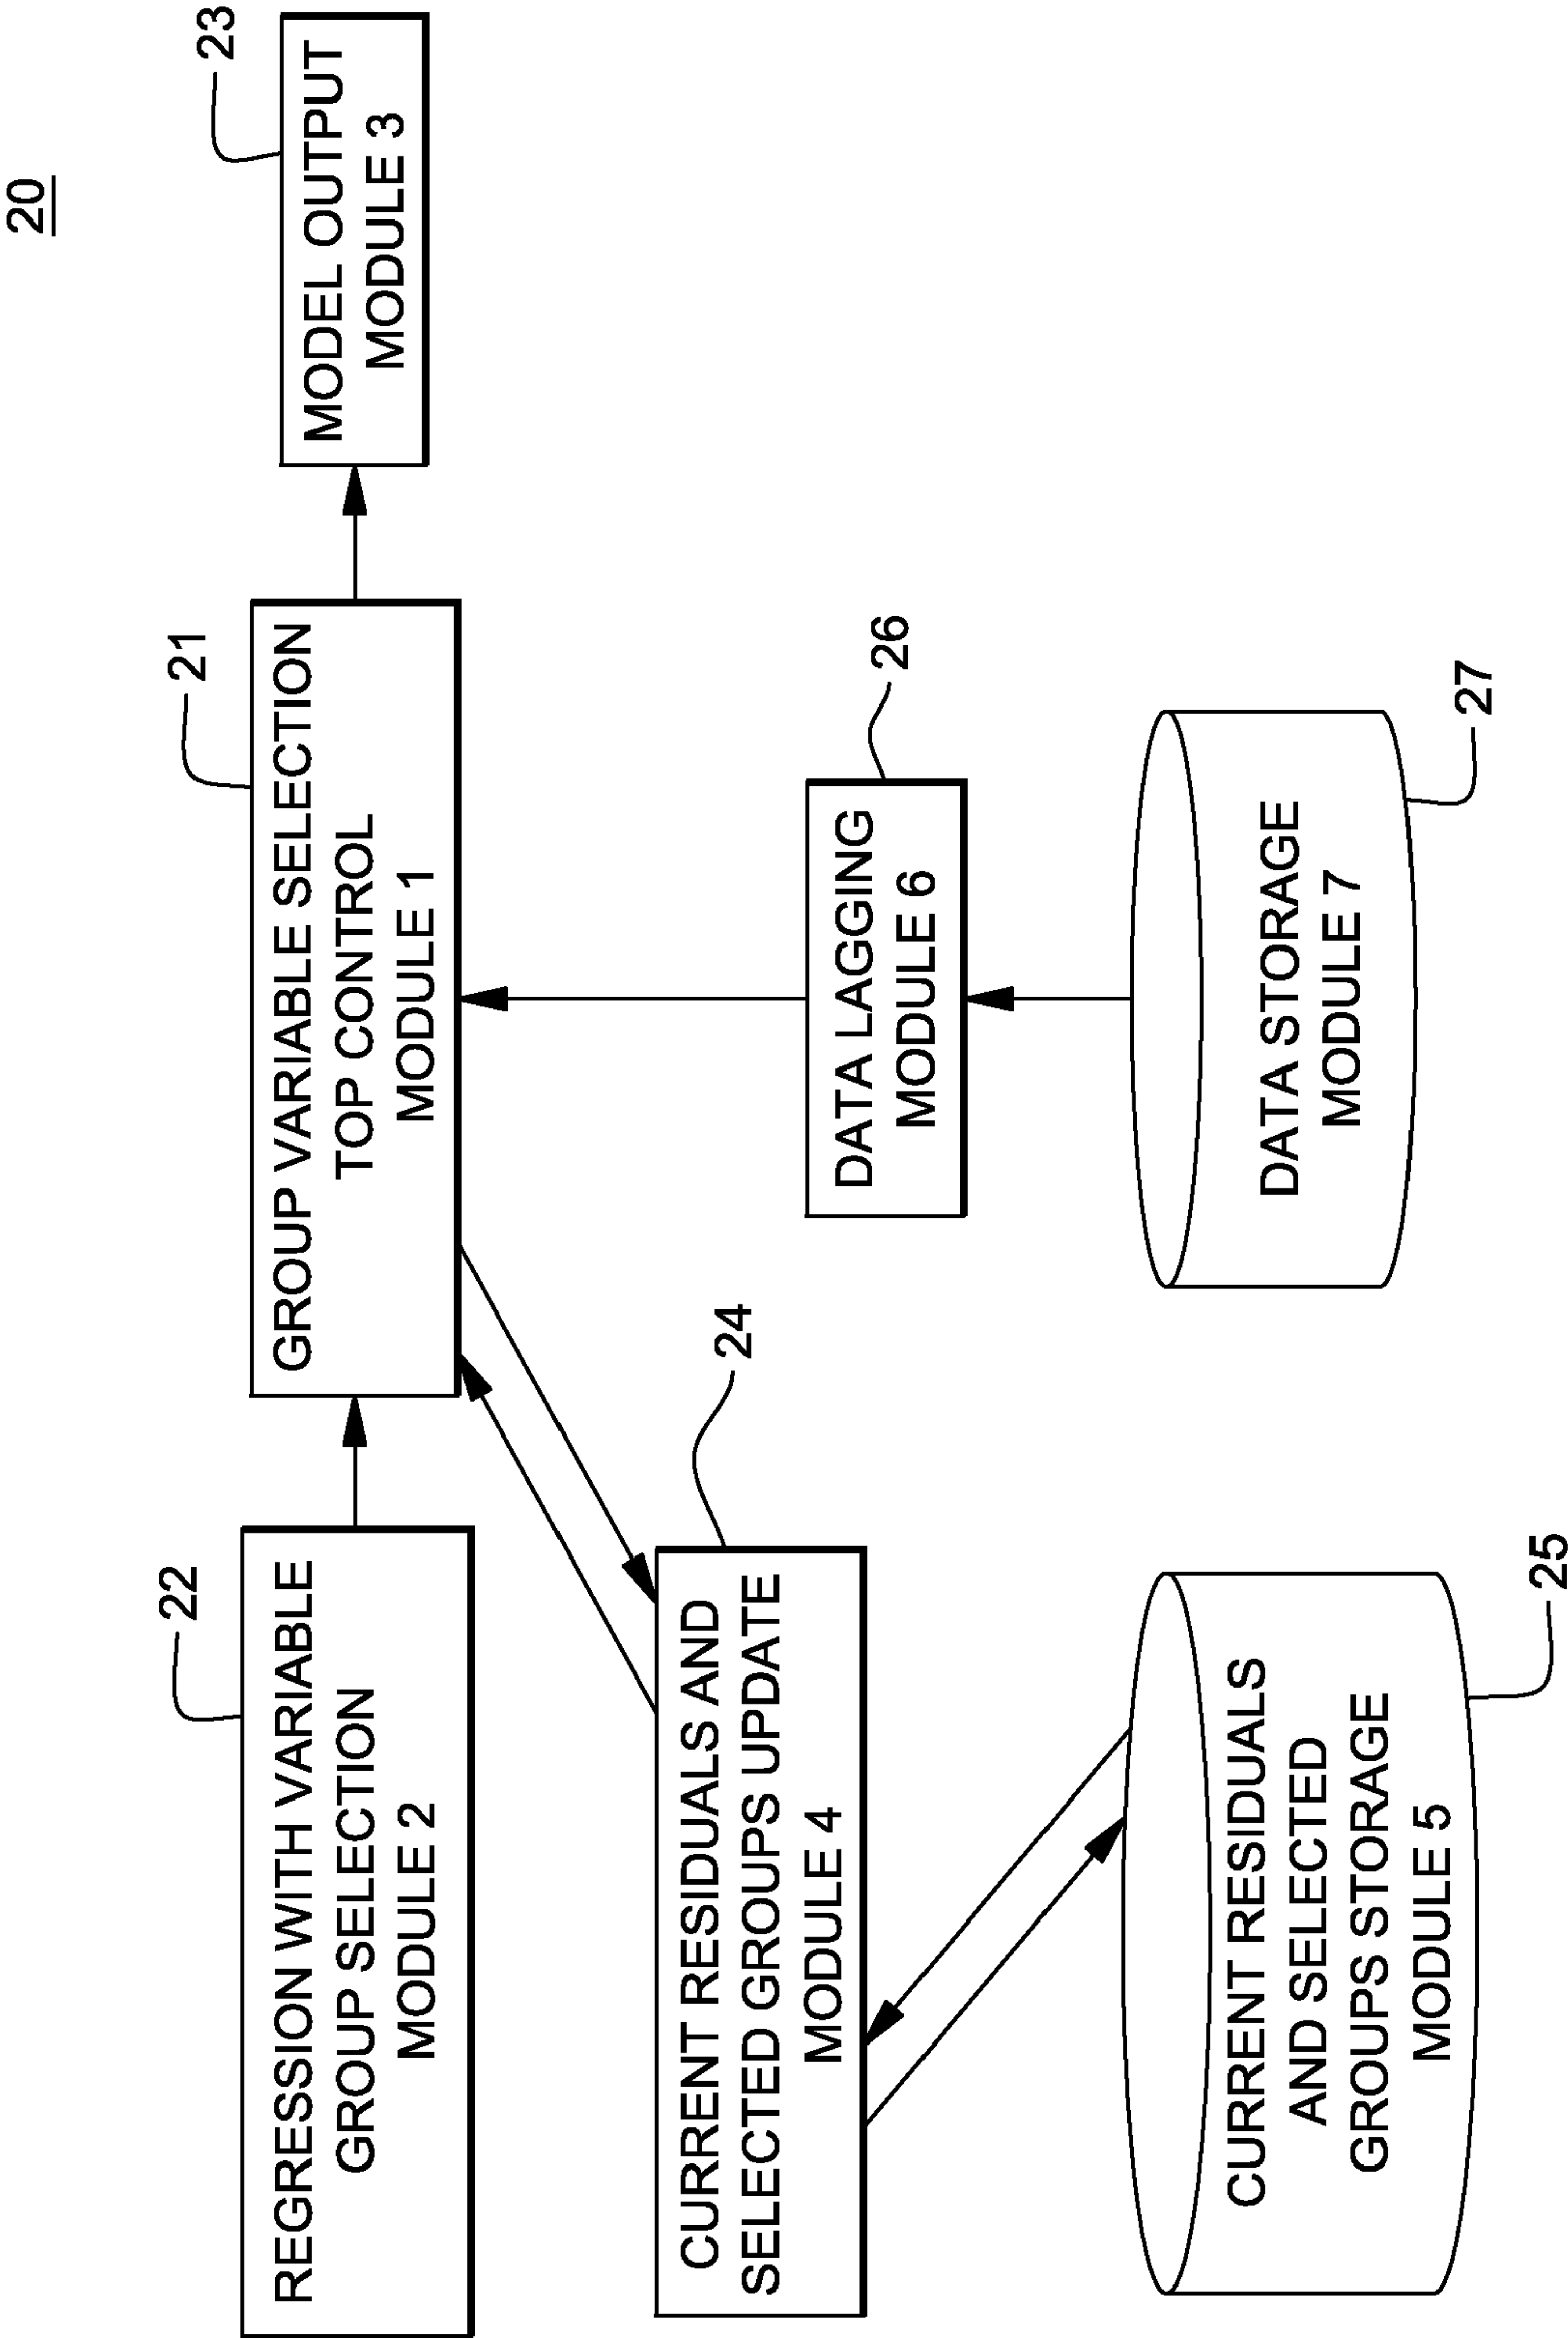 20
22
REGRESSION WITH VARIABLE
GROUP SELECTION
MODULE 2
21
GROUP VARIABLE SELECTION
TOP CONTROL
MODULE 1
23
MODEL OUTPUT
MODULE 3
24
CURRENT RESIDUALS AND
SELECTED GROUPS UPDATE
MODULE 4
26
DATA LAGGING
MODULE 6
25
CURRENT RESIDUALS
AND SELECTED
GROUPS STORAGE
MODULE 5
27
DATA STORAGE
MODULE 7